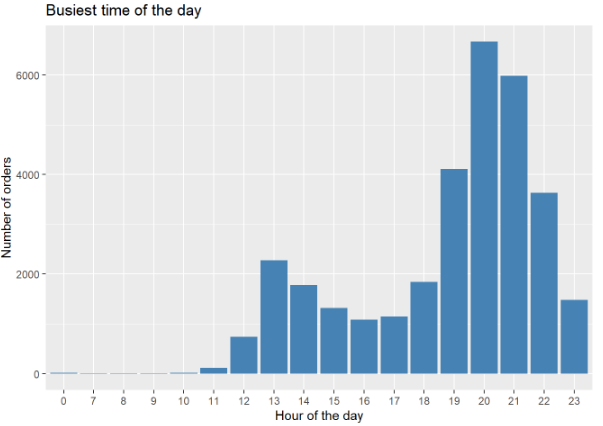 Busiest time of the day
Number of orders
6000
4000
2000
0
0 7 8 9 10 11 12 13 14 15 16 17 18 19 20 21 22 23
Hour of the day